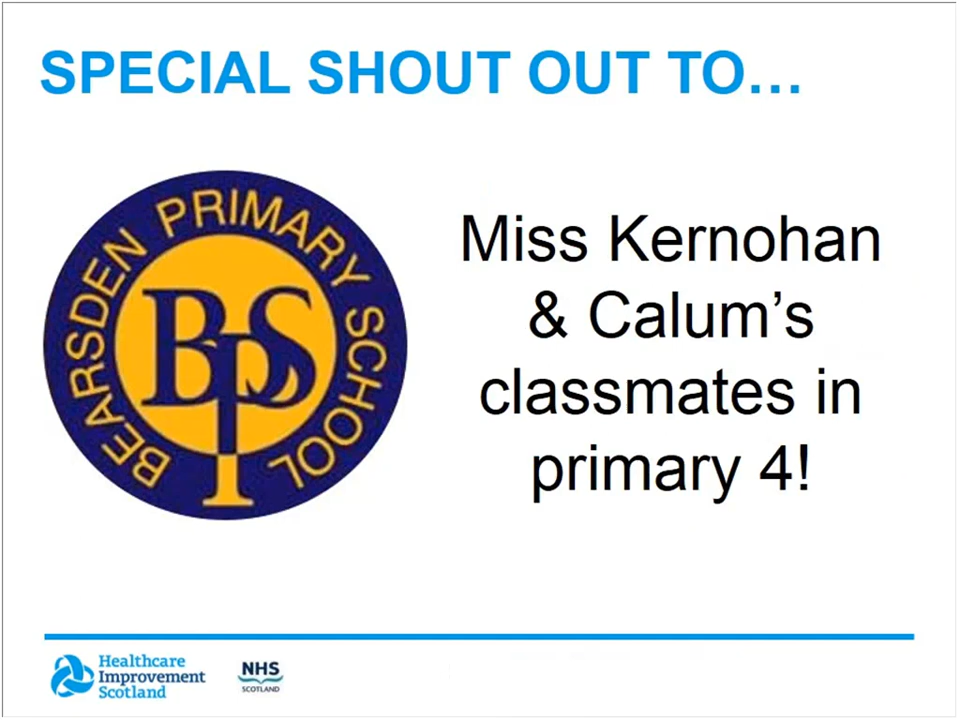 SPECIAL SHOUT OUT TO…
BEARSDEN PRIMARY SCHOOL
BPS
Miss Kernohan
& Calum’s
classmates in
primary 4!
Healthcare
Improvement
Scotland
NHS
SCOTLAND